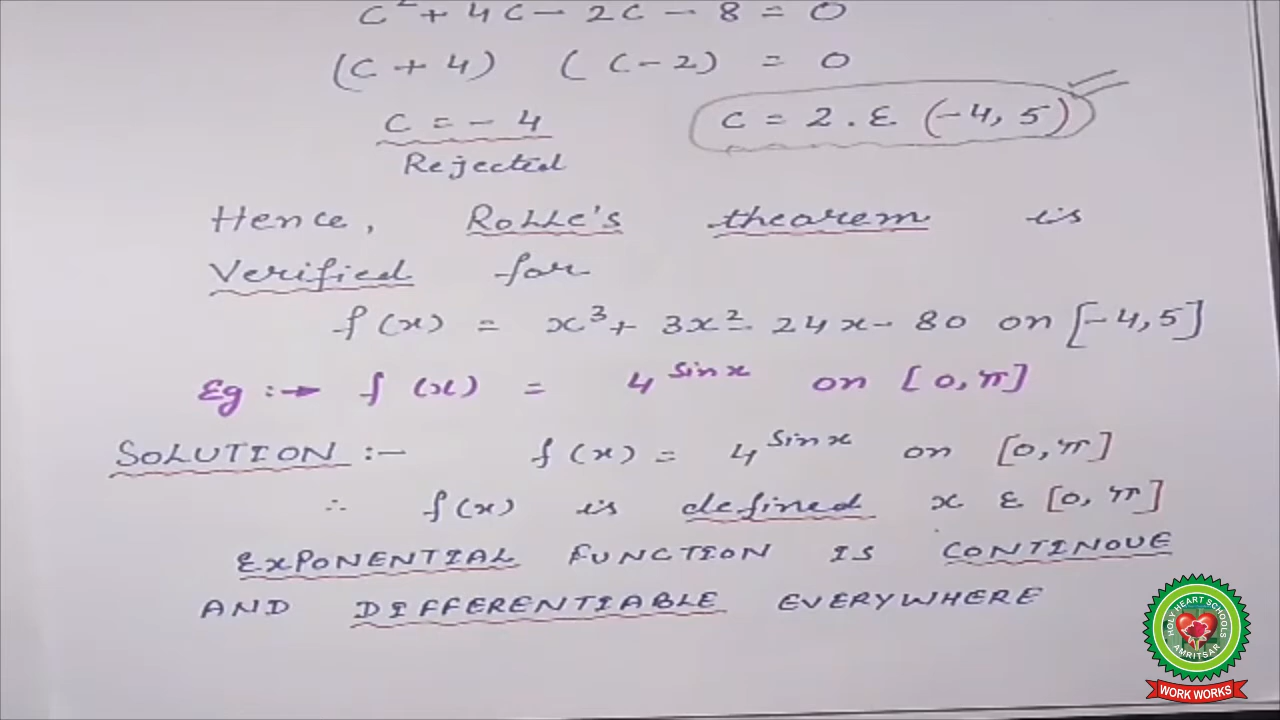 C² + 4C - 2C - 8 = 0
(C + 4) (C - 2) = 0
C = - 4 C = 2 . ε (-4, 5)
Rejected
Hence, Rolle's theorem is
Verified for
f(x) = x³ + 3x² - 24x - 80 on [-4, 5]
Eg :→ f(x) = 4^sinx on [0, π]
SOLUTION :- f(x) = 4^sinx on [0, π]
∴ f(x) is defined x ε [0, π]
EXPONENTIAL FUNCTION IS CONTINOUE
AND DIFFERENTIABLE EVERYWHERE
HOLY HEART SCHOOLS
AMRITSAR
WORK WORKS